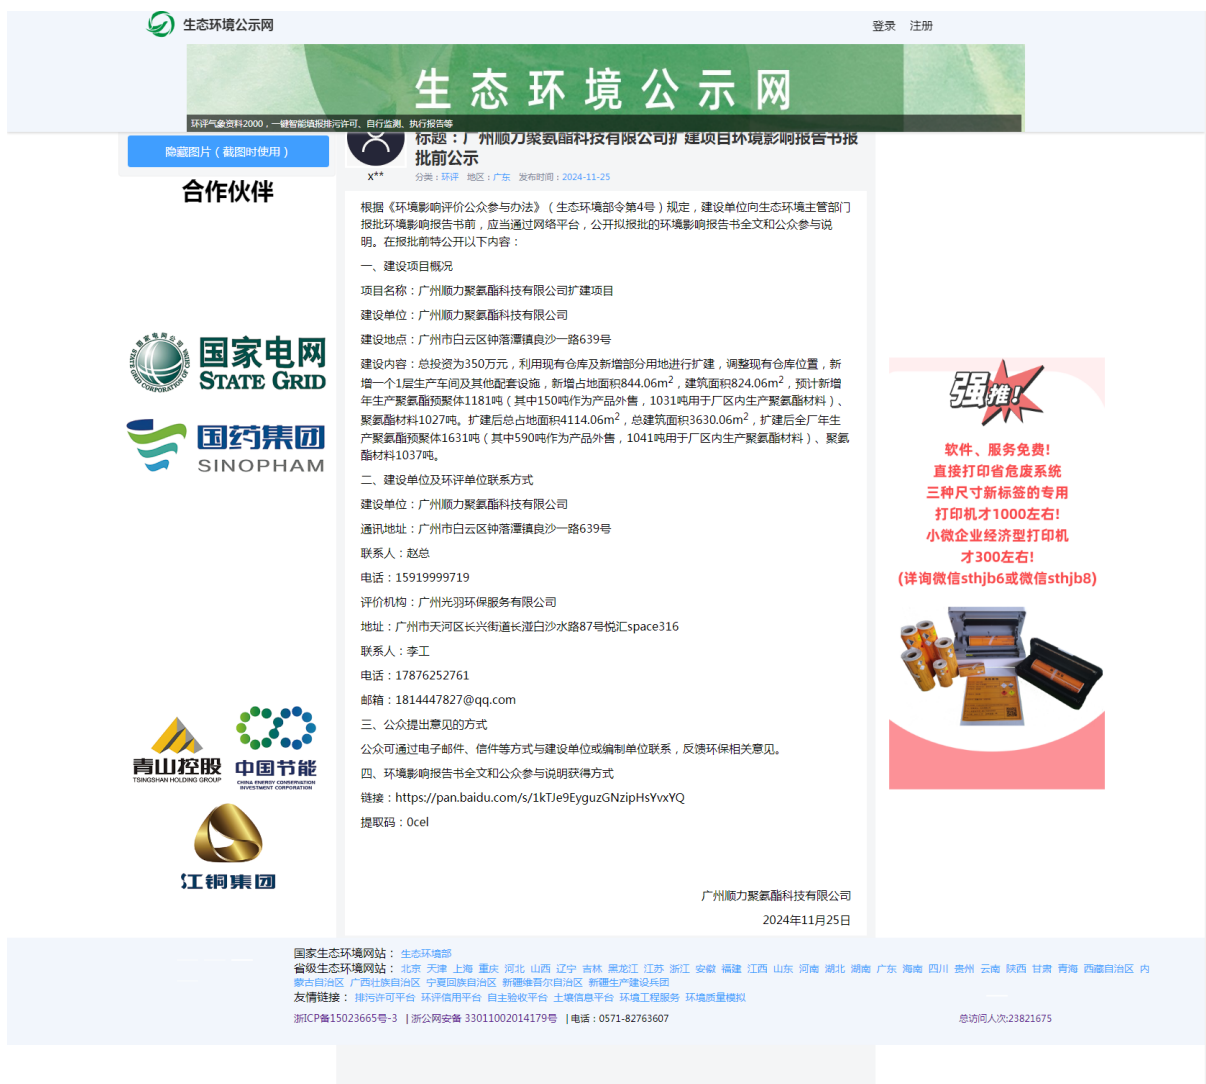 生态环境公示网
登录 注册
生态环境公示网
环评气象资料2000，一键智能填报排污许可、自行监测、执行报告等
隐藏图片（截图时使用）
合作伙伴
国家电网公司
STATE GRID CORPORATION OF CHINA
国家电网
STATE GRID
国药集团
SINOPHAM
青山控股
TSINGSHAN HOLDING GROUP
中国节能
CHINA ENERGY CONSERVATION
INVESTMENT CORPORATION
江铜集团
x**
标题：广州顺力聚氨酯科技有限公司扩建项目环境影响报告书报
批前公示
分类：环评 地区：广东 发布时间：2024-11-25
根据《环境影响评价公众参与办法》（生态环境部令第4号）规定，建设单位向生态环境主管部门
报批环境影响报告书前，应当通过网络平台，公开拟报批的环境影响报告书全文和公众参与说
明。在报批前特公开以下内容：
一、建设项目概况
项目名称：广州顺力聚氨酯科技有限公司扩建项目
建设单位：广州顺力聚氨酯科技有限公司
建设地点：广州市白云区钟落潭镇良沙一路639号
建设内容：总投资为350万元，利用现有仓库及新增部分用地进行扩建，调整现有仓库位置，新
增一个1层生产车间及其他配套设施，新增占地面积844.06m²，建筑面积824.06m²，预计新增
年生产聚氨酯预聚体1181吨（其中150吨作为产品外售，1031吨用于厂区内生产聚氨酯材料）、
聚氨酯材料1027吨。扩建后总占地面积4114.06m²，总建筑面积3630.06m²，扩建后全厂年生
产聚氨酯预聚体1631吨（其中590吨作为产品外售，1041吨用于厂区内生产聚氨酯材料）、聚氨
酯材料1037吨。
二、建设单位及环评单位联系方式
建设单位：广州顺力聚氨酯科技有限公司
通讯地址：广州市白云区钟落潭镇良沙一路639号
联系人：赵总
电话：15919999719
评价机构：广州光羽环保服务有限公司
地址：广州市天河区长兴街道长湴白沙水路87号悦汇space316
联系人：李工
电话：17876252761
邮箱：1814447827@qq.com
三、公众提出意见的方式
公众可通过电子邮件、信件等方式与建设单位或编制单位联系，反馈环保相关意见。
四、环境影响报告书全文和公众参与说明获得方式
链接：https://pan.baidu.com/s/1kTJe9EyguzGNzipHsYvxYQ
提取码：0cel
广州顺力聚氨酯科技有限公司
2024年11月25日
强推!
软件、服务免费!
直接打印省危废系统
三种尺寸新标签的专用
打印机才1000左右!
小微企业经济型打印机
才300左右!
(详询微信sthjb6或微信sthjb8)
国家生态环境网站： 生态环境部
省级生态环境网站： 北京 天津 上海 重庆 河北 山西 辽宁 吉林 黑龙江 江苏 浙江 安徽 福建 江西 山东 河南 湖北 湖南 广东 海南 四川 贵州 云南 陕西 甘肃 青海 西藏自治区 内
蒙古自治区 广西壮族自治区 宁夏回族自治区 新疆维吾尔自治区 新疆生产建设兵团
友情链接： 排污许可平台 环评信用平台 自主验收平台 土壤信息平台 环境工程服务 环境质量模拟
浙ICP备15023665号-3 | 浙公网安备 33011002014179号 | 电话：0571-82763607
总访问人次:23821675